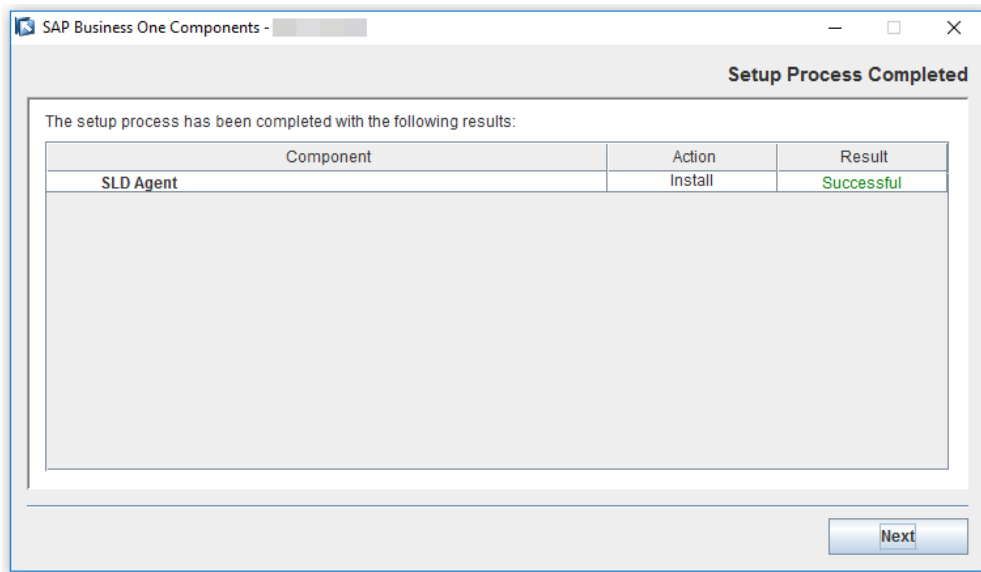 SAP Business One Components -
Setup Process Completed
The setup process has been completed with the following results:
Component Action Result
SLD Agent Install Successful
Next